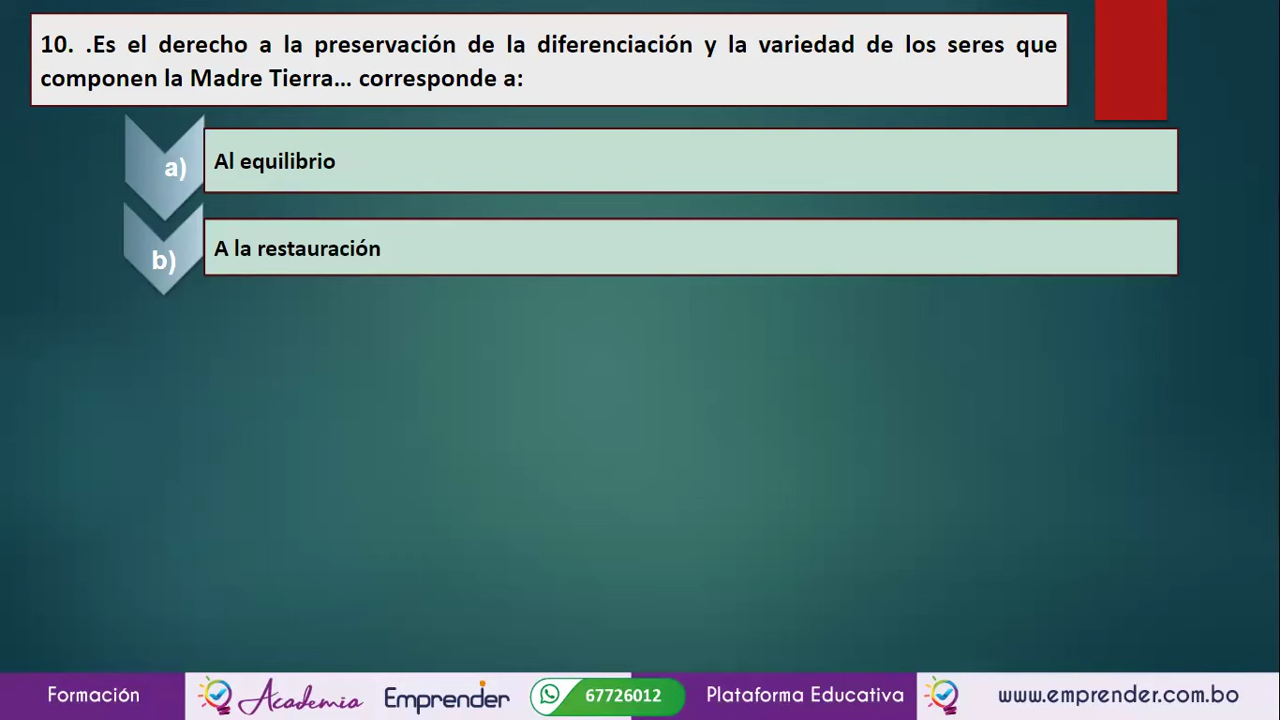 10. .Es el derecho a la preservación de la diferenciación y la variedad de los seres que
componen la Madre Tierra... corresponde a:
a) Al equilibrio
b) A la restauración
Formación Academia Emprender 67726012 Plataforma Educativa www.emprender.com.bo